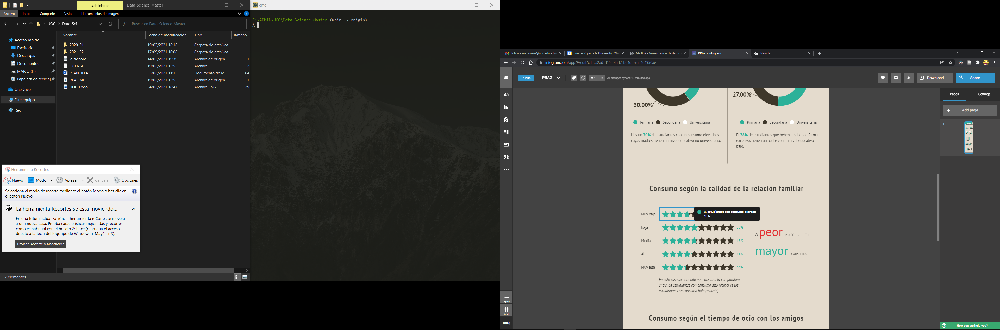 Administrar
Data-Science-Master
Archivo
Inicio
Compartir
Vista
Herramientas de imagen
UOC > Data-Sci...
Buscar en Data-Science-Master
Acceso rápido
Escritorio
Descargas
Documentos
MARIO (F:)
Papelera de reciclaj
OneDrive
Este equipo
Red
Nombre Fecha de modificación Tipo Tamaño
2020-21 19/02/2021 16:16 Carpeta de archivos
2021-22 17/09/2021 10:08 Carpeta de archivos
.gitignore 14/03/2021 19:39 Archivo de origen ... 1
LICENSE 19/02/2021 15:55 Archivo 2
PLANTILLA 25/02/2021 11:13 Documento de Mi... 64
README 19/02/2021 15:55 Archivo de origen ... 1
UOC_Logo 24/02/2021 18:47 Archivo PNG 29
Herramienta Recortes
Nuevo Modo Aplazar Cancelar Opciones
Selecciona el modo de recorte mediante el botón Modo o haz clic en
el botón Nuevo.
La herramienta Recortes se está moviendo...
En una futura actualización, la herramienta reCortes se moverá
a una nueva casa. Prueba características mejoradas y recortes
como es habitual con el boceto & trace (o prueba el acceso
directo a la tecla del logotipo de Windows + Mayús + S).
Probar Recorte y anotación
7 elementos
cmd
F:\ADMIN\UOC\Data-Science-Master (main -> origin)
λ
Inbox - mariousm@uoc.edu - Fu
Fundació per a la Universitat Obe
M2.859 - Visualización de datos
PRA2 - Infogram
New Tab
infogram.com/app/#/edit/cd3ca2ad-d15c-4ad7-b04c-b7634e4950ae
Public
PRA2
All changes synced 13 minutes ago
Download
Share...
Aa
Layout
Grid
100%
30.00%
27.00%
Primaria Secundaria Universitaria
Primaria Secundaria Universitaria
Hay un 70% de estudiantes con un consumo elevado, y
cuyas madres tienen un nivel educativo no universitario.
El 78% de estudiantes que beben alcohol de forma
excesiva, tienen un padre con un nivel educativo
bajo.
Consumo según la calidad de la relación familiar
Muy baja
% Estudiantes con consumo elevado
38%
Baja 50%
Media 47%
Alta 41%
Muy alta 33%
A peor relación familiar,
mayor consumo.
En este caso se entiende por consumo la comparativa
entre los estudiantes con consumo alto (verde) vs los
estudiantes con consumo bajo (marrón).
Consumo según el tiempo de ocio con los amigos
Pages
Settings
+ Add page
1
How can we help you?